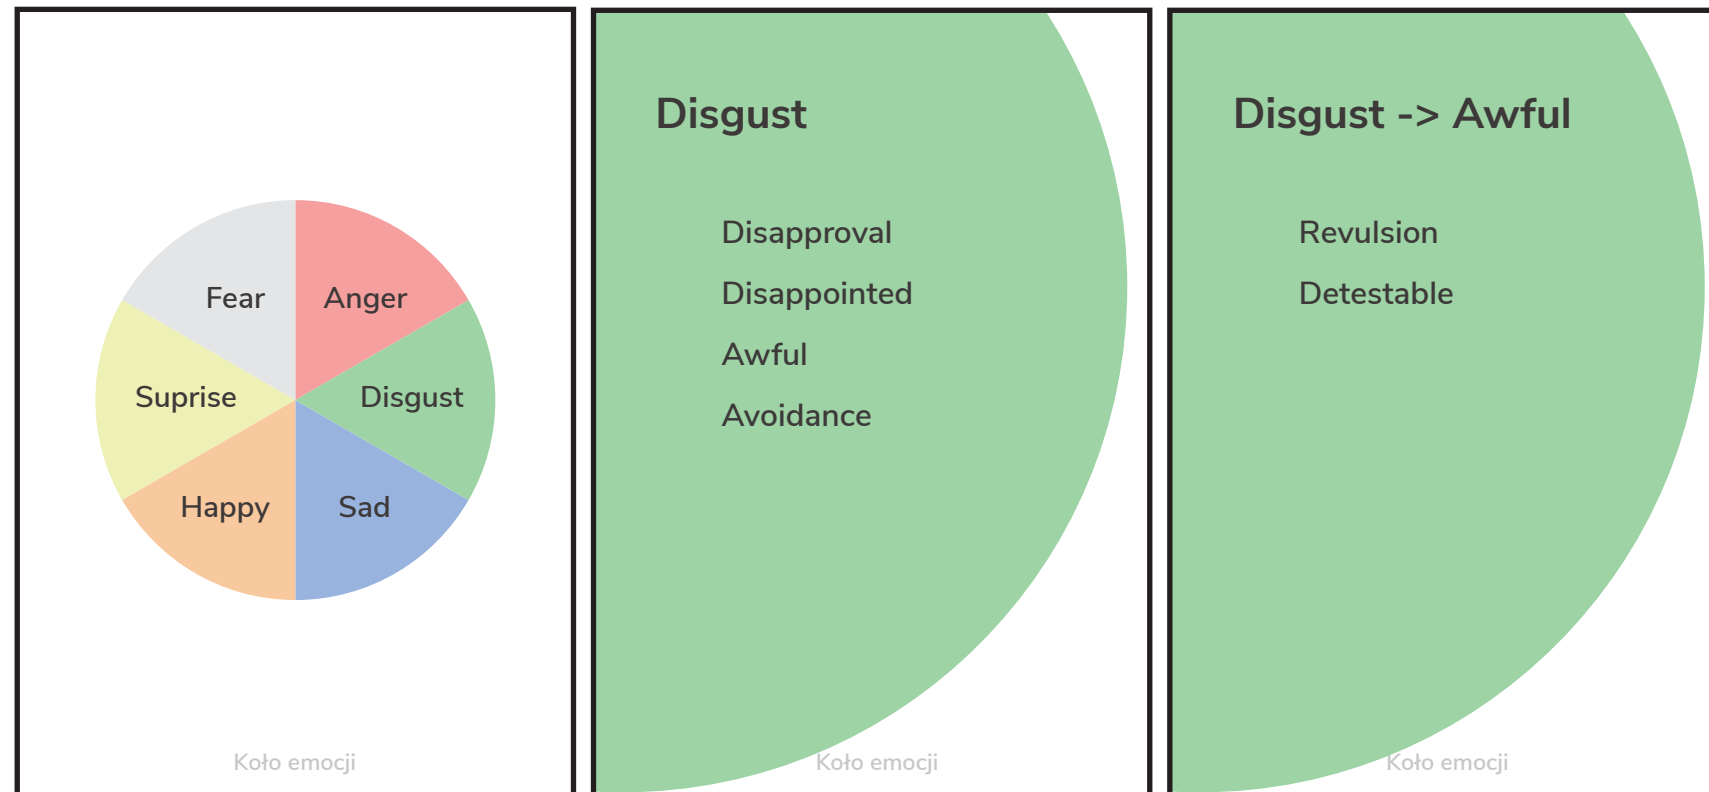 Fear
Anger
Suprise
Disgust
Happy
Sad
Koło emocji
Disgust
Disapproval
Disappointed
Awful
Avoidance
Koło emocji
Disgust -> Awful
Revulsion
Detestable
Koło emocji